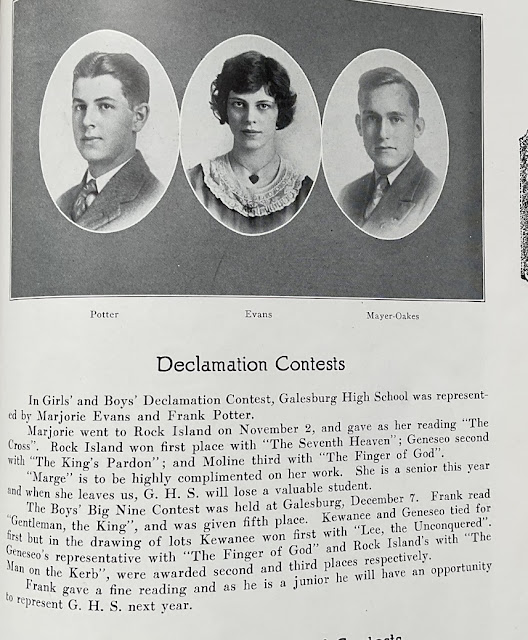 Potter
Evans
Mayer-Oakes
Declamation Contests
In Girls' and Boys' Declamation Contest, Galesburg High School was represent-
ed by Marjorie Evans and Frank Potter.
Marjorie went to Rock Island on November 2, and gave as her reading "The
Cross". Rock Island won first place with "The Seventh Heaven"; Geneseo second
with "The King's Pardon"; and Moline third with "The Finger of God".
"Marge" is to be highly complimented on her work. She is a senior this year
and when she leaves us, G. H. S. will lose a valuable student.
The Boys' Big Nine Contest was held at Galesburg, December 7. Frank read
"Gentleman, the King", and was given fifth place. Kewanee and Geneseo tied for
first but in the drawing of lots Kewanee won first with "Lee, the Unconquered".
Geneseo's representative with "The Finger of God" and Rock Island's with "The
Man on the Kerb", were awarded second and third places respectively.
Frank gave a fine reading and as he is a junior he will have an opportunity
to represent G. H. S. next year.